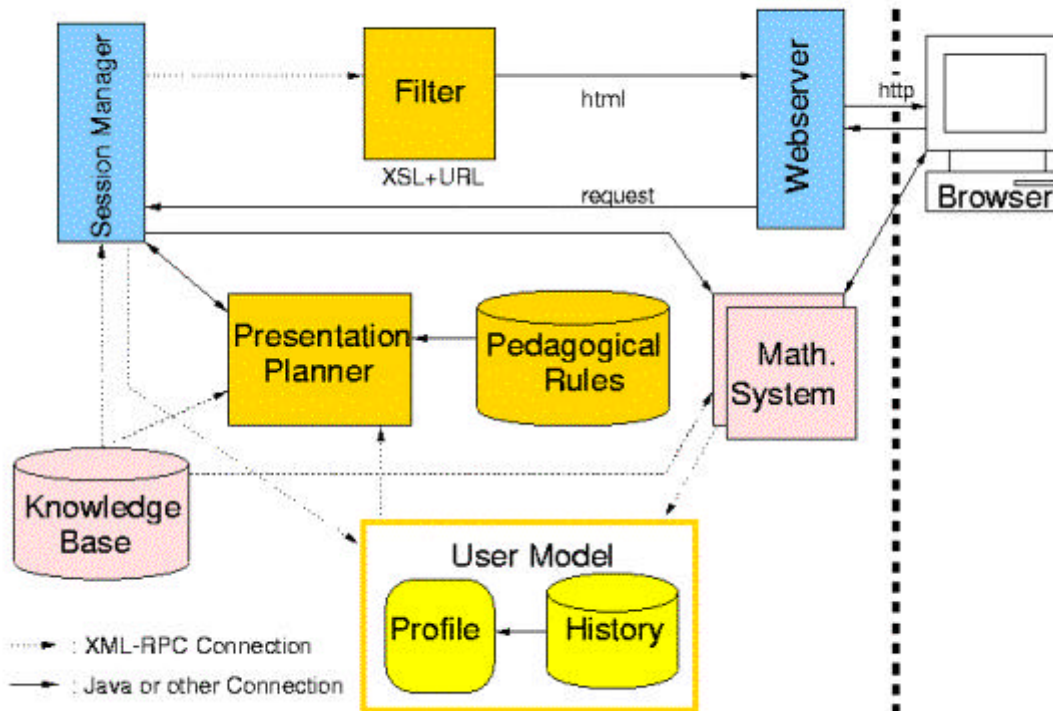 Session Manager
Filter
XSL+URL
html
request
Webserver
http
Browser
Presentation
Planner
Pedagogical
Rules
Math.
System
Knowledge
Base
User Model
Profile
History
: XML-RPC Connection
: Java or other Connection